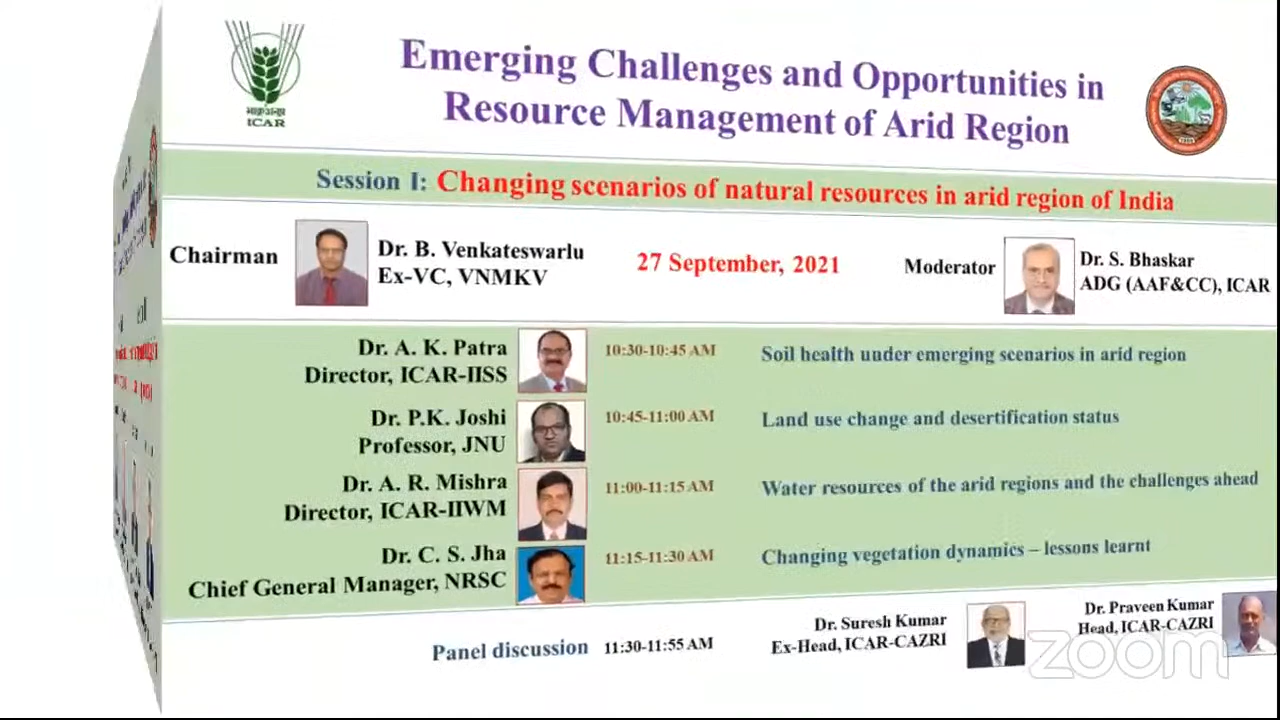 Emerging Challenges and Opportunities in
Resource Management of Arid Region
ICAR
Session I: Changing scenarios of natural resources in arid region of India
Chairman
Dr. B. Venkateswarlu
Ex-VC, VNMKV
27 September, 2021
Moderator
Dr. S. Bhaskar
ADG (AAF&CC), ICAR
Dr. A. K. Patra
Director, ICAR-IISS
10:30-10:45 AM
Soil health under emerging scenarios in arid region
Dr. P.K. Joshi
Professor, JNU
10:45-11:00 AM
Land use change and desertification status
Dr. A. R. Mishra
Director, ICAR-IIWM
11:00-11:15 AM
Water resources of the arid regions and the challenges ahead
Dr. C. S. Jha
Chief General Manager, NRSC
11:15-11:30 AM
Changing vegetation dynamics – lessons learnt
Panel discussion
11:30-11:55 AM
Dr. Suresh Kumar
Ex-Head, ICAR-CAZRI
Dr. Praveen Kumar
Head, ICAR-CAZRI
zoom